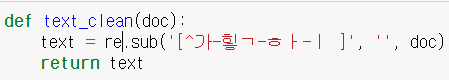 def text_clean(doc):
    text = re.sub('[^가-힣ㄱ-ㅎㅏ-ㅣ ]', '', doc)
    return text